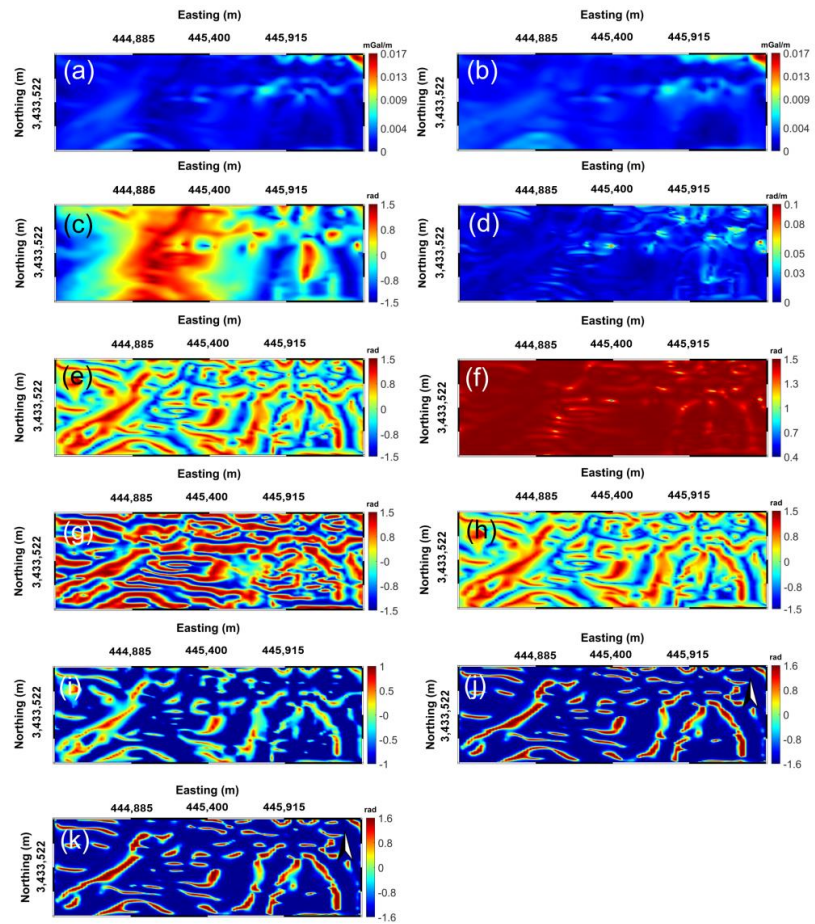 Easting (m)
444,885 445,400 445,915
mGal/m
(a)
Northing (m)
3,433,522
0.017
0.013
0.009
0.004
0
Easting (m)
444,885 445,400 445,915
mGal/m
(b)
Northing (m)
3,433,522
0.017
0.013
0.009
0.004
0
Easting (m)
444,885 445,400 445,915
rad
(c)
Northing (m)
3,433,522
1.5
0.8
0
-0.8
-1.5
Easting (m)
444,885 445,400 445,915
rad/m
(d)
Northing (m)
3,433,522
0.1
0.08
0.05
0.03
0
Easting (m)
444,885 445,400 445,915
rad
(e)
Northing (m)
3,433,522
1.5
0.8
0
-0.8
-1.5
Easting (m)
444,885 445,400 445,915
rad
(f)
Northing (m)
3,433,522
1.5
1.3
1
0.7
0.4
Easting (m)
444,885 445,400 445,915
rad
(g)
Northing (m)
3,433,522
1.5
0.8
0
-0.8
-1.5
Easting (m)
444,885 445,400 445,915
rad
(h)
Northing (m)
3,433,522
1.5
0.8
0
-0.8
-1.5
Easting (m)
444,885 445,400 445,915
rad
(i)
Northing (m)
3,433,522
1
0.5
0
-0.5
-1
Easting (m)
444,885 445,400 445,915
rad
(j)
Northing (m)
3,433,522
1.6
0.8
0
-0.8
-1.6
Easting (m)
444,885 445,400 445,915
rad
(k)
Northing (m)
3,433,522
1.6
0.8
0
-0.8
-1.6